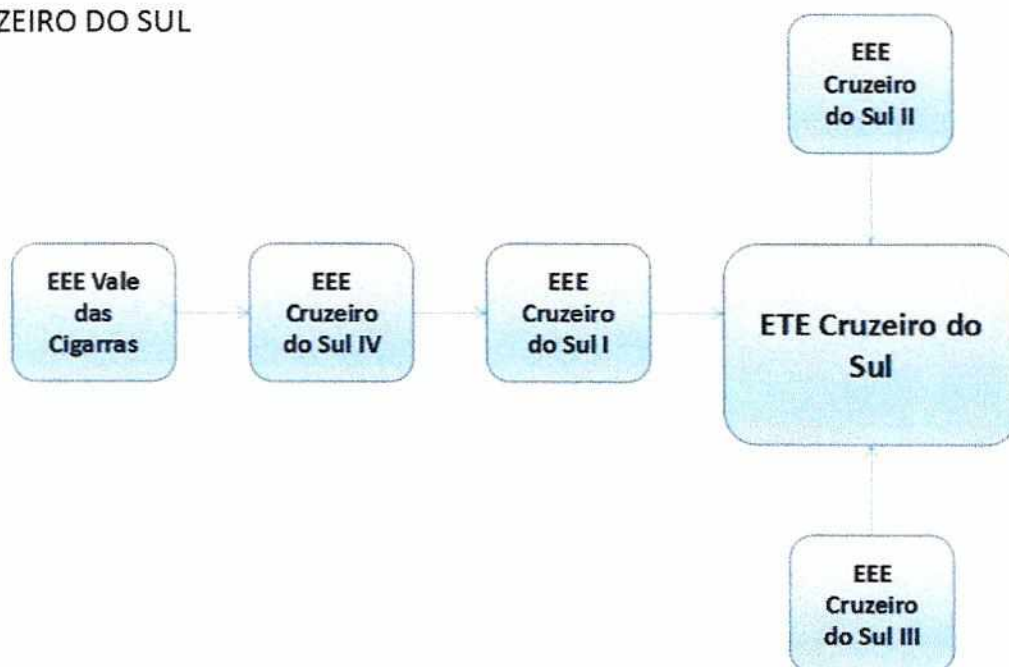 ZEIRO DO SUL
EEE
Cruzeiro
do Sul II
EEE Vale
das
Cigarras
EEE
Cruzeiro
do Sul IV
EEE
Cruzeiro
do Sul I
ETE Cruzeiro do
Sul
EEE
Cruzeiro
do Sul III